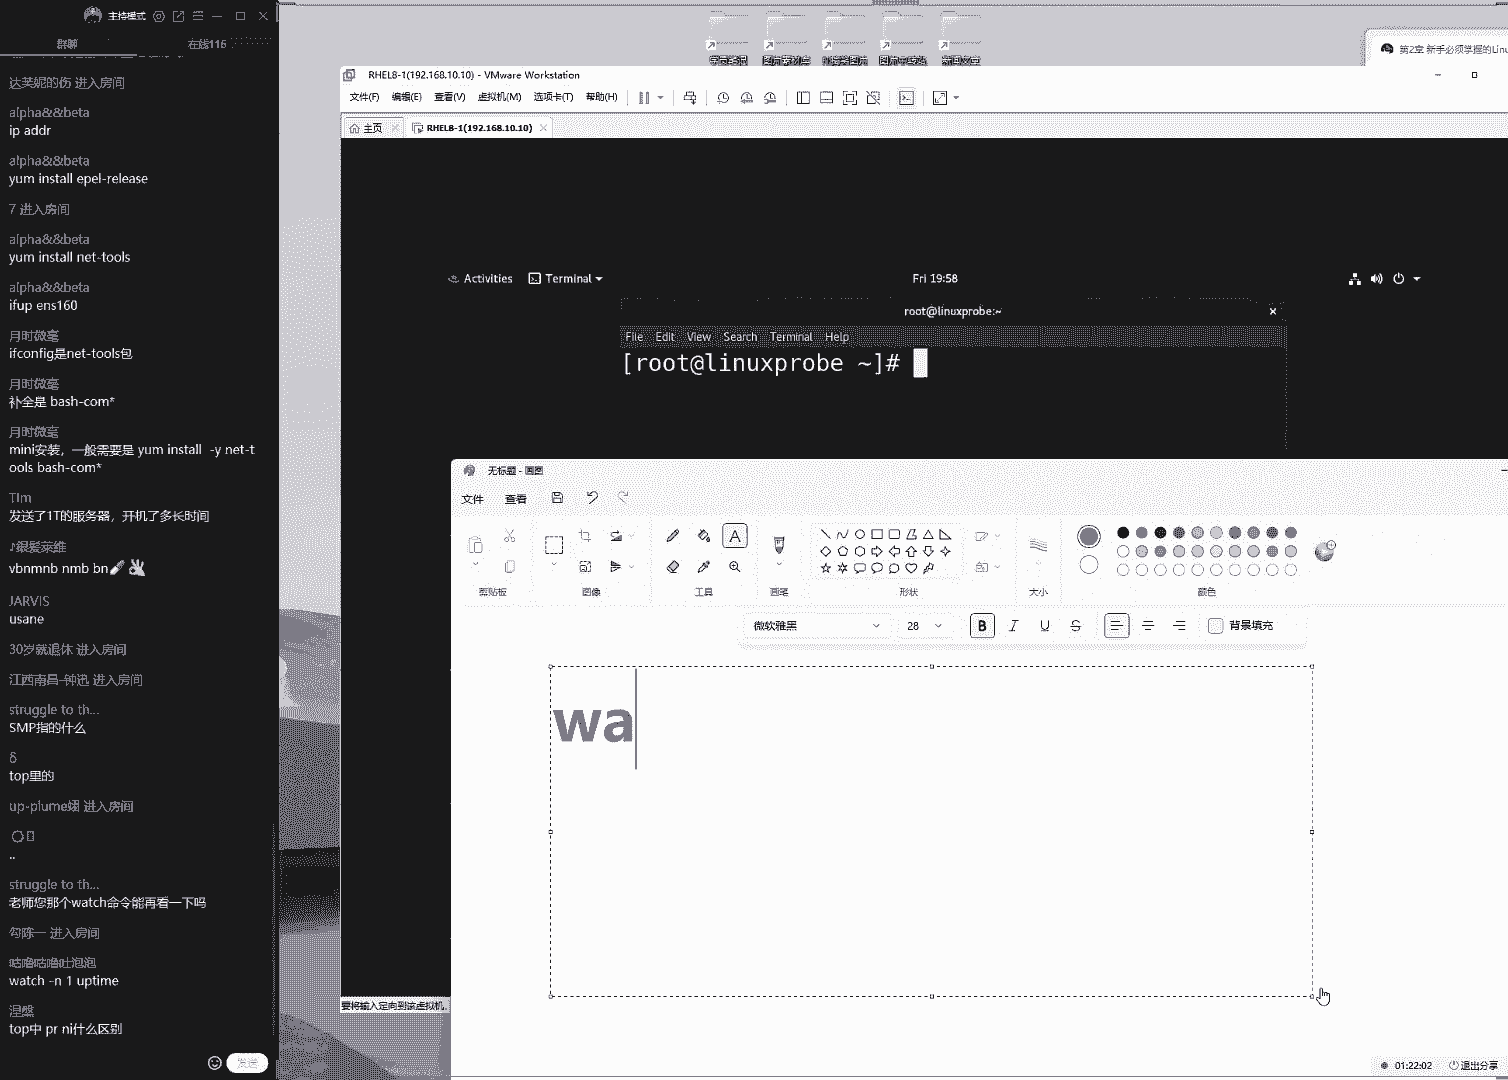 主持模式
群聊
在线116
达芙妮的伤 进入房间
alpha&&beta
ip addr
alpha&&beta
yum install epel-release
7 进入房间
alpha&&beta
yum install net-tools
alpha&&beta
ifup ens160
月时微毫
ifconfig是net-tools包
月时微毫
补全是 bash-com*
月时微毫
mini安装，一般需要是 yum install -y net-t
ools bash-com*
TIm
发送了1T的服务器，开机了多长时间
♪銀髪莱維
vbnmnb nmb bn
JARVIS
usane
30岁就退休 进入房间
江西南昌-钟迅 进入房间
struggle to th...
SMP指的什么
δ
top里的
up-plume翊 进入房间
..
struggle to th...
老师您那个watch命令能再看一下吗
勾陈一 进入房间
咕噜咕噜吐泡泡
watch -n 1 uptime
涅槃
top中 pr ni什么区别
发送
第2章 新手必须掌握的Linu
RHEL8-1(192.168.10.10) - VMware Workstation
文件(F) 编辑(E) 查看(V) 虚拟机(M) 选项卡(T) 帮助(H)
主页
RHEL8-1(192.168.10.10)
Activities
Terminal
Fri 19:58
root@linuxprobe:~
File Edit View Search Terminal Help
[root@linuxprobe ~]#
无标题 - 画图
文件 查看
剪贴板
图像
工具
画笔
形状
大小
颜色
微软雅黑
28
B I U S
背景填充
wa
要将输入定向到该虚拟机,
01:22:02
退出分享